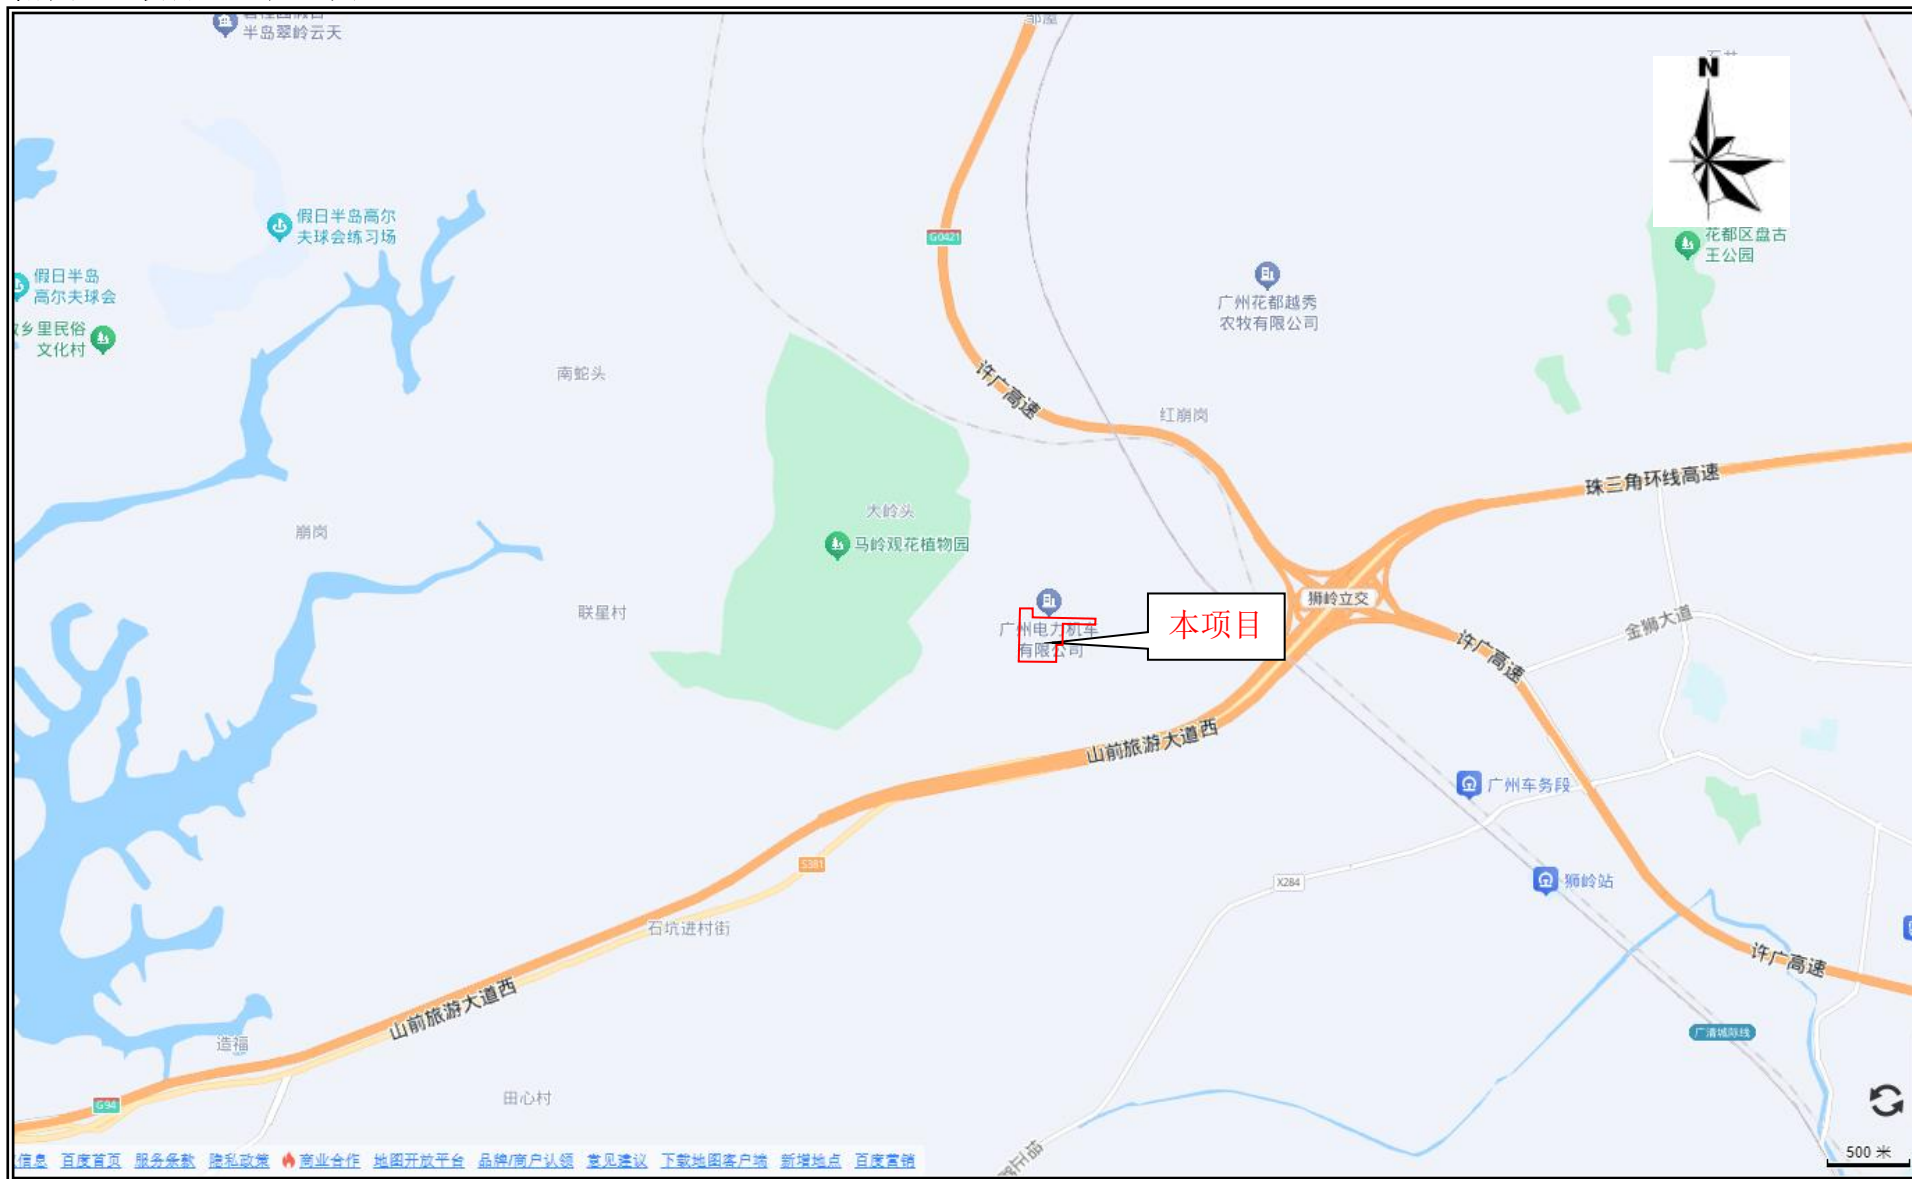 半岛翠岭云天
邹屋
N
假日半岛高尔
夫球会练习场
G0421
花都区盘古
王公园
假日半岛
高尔夫球会
乡里民俗
文化村
广州花都越秀
农牧有限公司
南蛇头
许广高速
红崩岗
珠三角环线高速
大岭头
马岭观花植物园
崩岗
联星村
狮岭立交
广州电力机车
有限公司
本项目
金狮大道
许广高速
山前旅游大道西
广州车务段
S381
X284
狮岭站
石坑进村街
许广高速
山前旅游大道西
广清城际线
造福
田心村
G94
500 米
信息 百度首页 服务条款 隐私政策 商业合作 地图开放平台 品牌/商户认领 意见建议 下载地图客户端 新增地点 百度营销